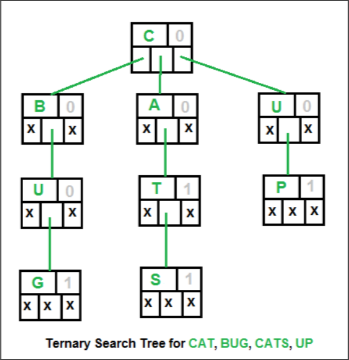 C 0
B 0 A 0 U 0
x x x x x x
U 0 T 1 P 1
x x x x x x x
G 1 S 1
x x x x x x
Ternary Search Tree for CAT, BUG, CATS, UP